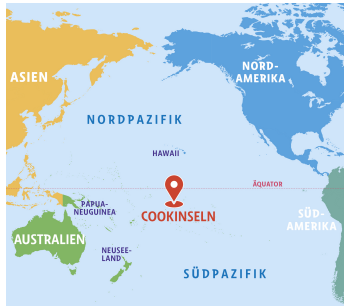 ASIEN
NORD-
AMERIKA
NORDPAZIFIK
HAWAII
ÄQUATOR
PAPUA-
NEUGUINEA
COOKINSELN
SÜD-
AMERIKA
AUSTRALIEN
NEUSEE-
LAND
SÜDPAZIFIK